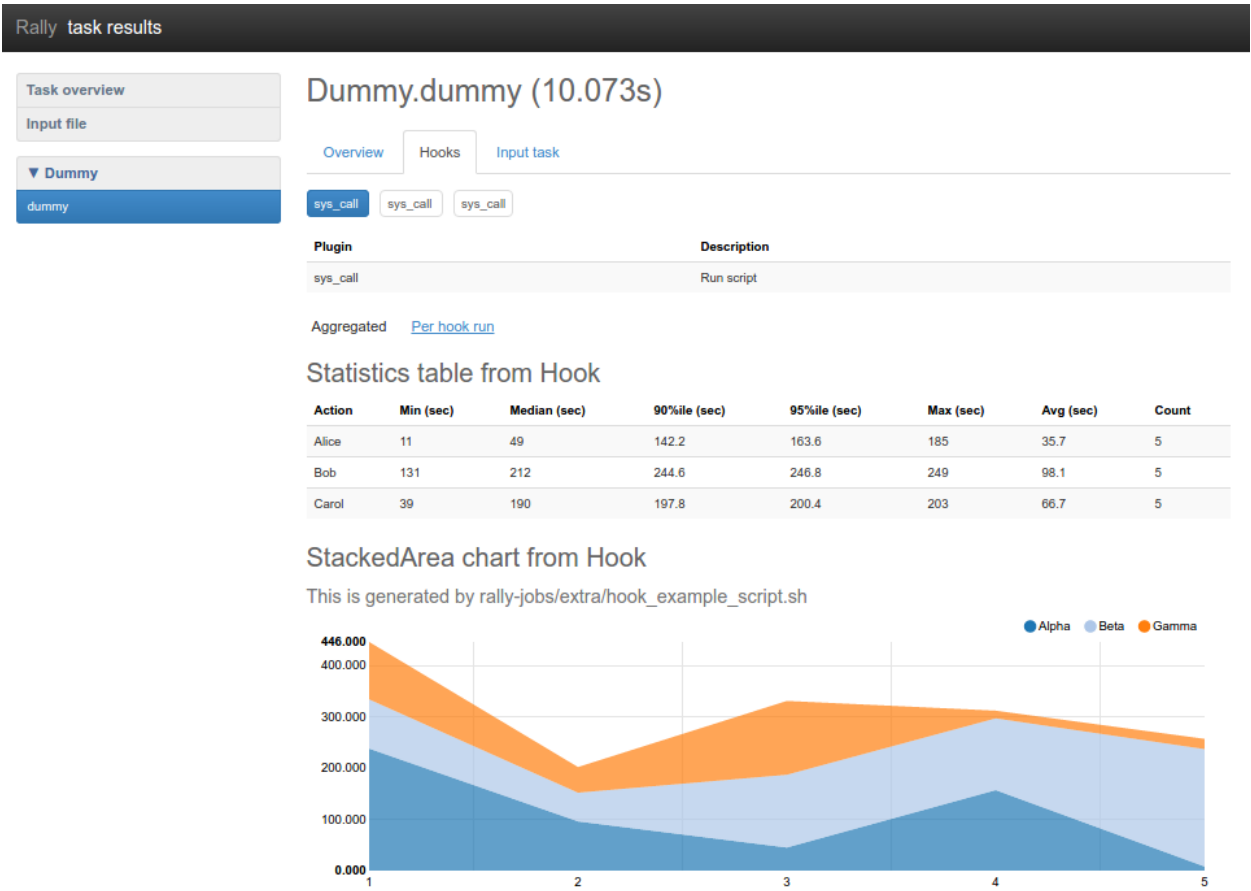 Rally task results
Task overview
Input file
▼ Dummy
dummy
Dummy.dummy (10.073s)
Overview Hooks Input task
sys_call sys_call sys_call
Plugin Description
sys_call Run script
Aggregated Per hook run
Statistics table from Hook
Action Min (sec) Median (sec) 90%ile (sec) 95%ile (sec) Max (sec) Avg (sec) Count
Alice 11 49 142.2 163.6 185 35.7 5
Bob 131 212 244.6 246.8 249 98.1 5
Carol 39 190 197.8 200.4 203 66.7 5
StackedArea chart from Hook
This is generated by rally-jobs/extra/hook_example_script.sh
Alpha Beta Gamma
446.000
400.000
300.000
200.000
100.000
0.000
1 2 3 4 5